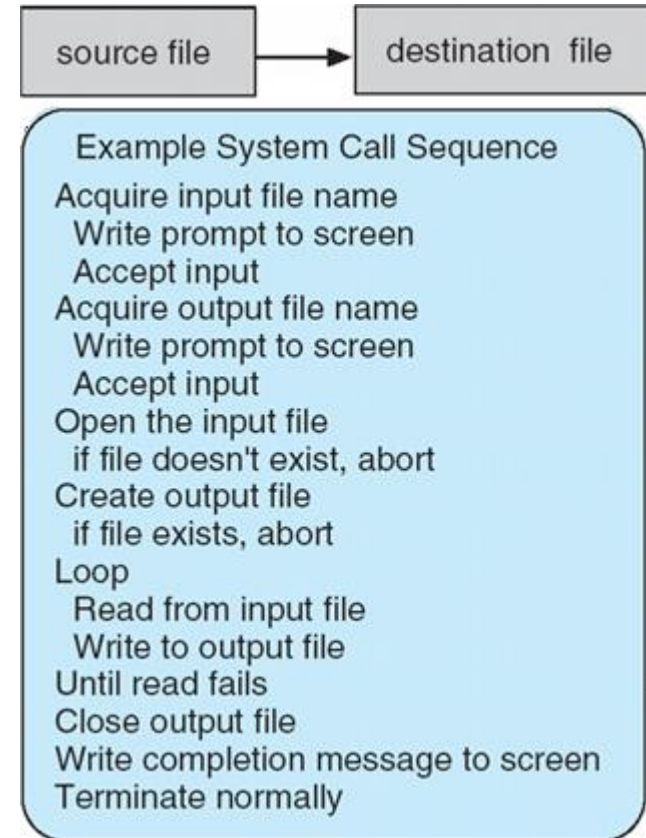 source file
destination file
Example System Call Sequence
Acquire input file name
Write prompt to screen
Accept input
Acquire output file name
Write prompt to screen
Accept input
Open the input file
if file doesn't exist, abort
Create output file
if file exists, abort
Loop
Read from input file
Write to output file
Until read fails
Close output file
Write completion message to screen
Terminate normally